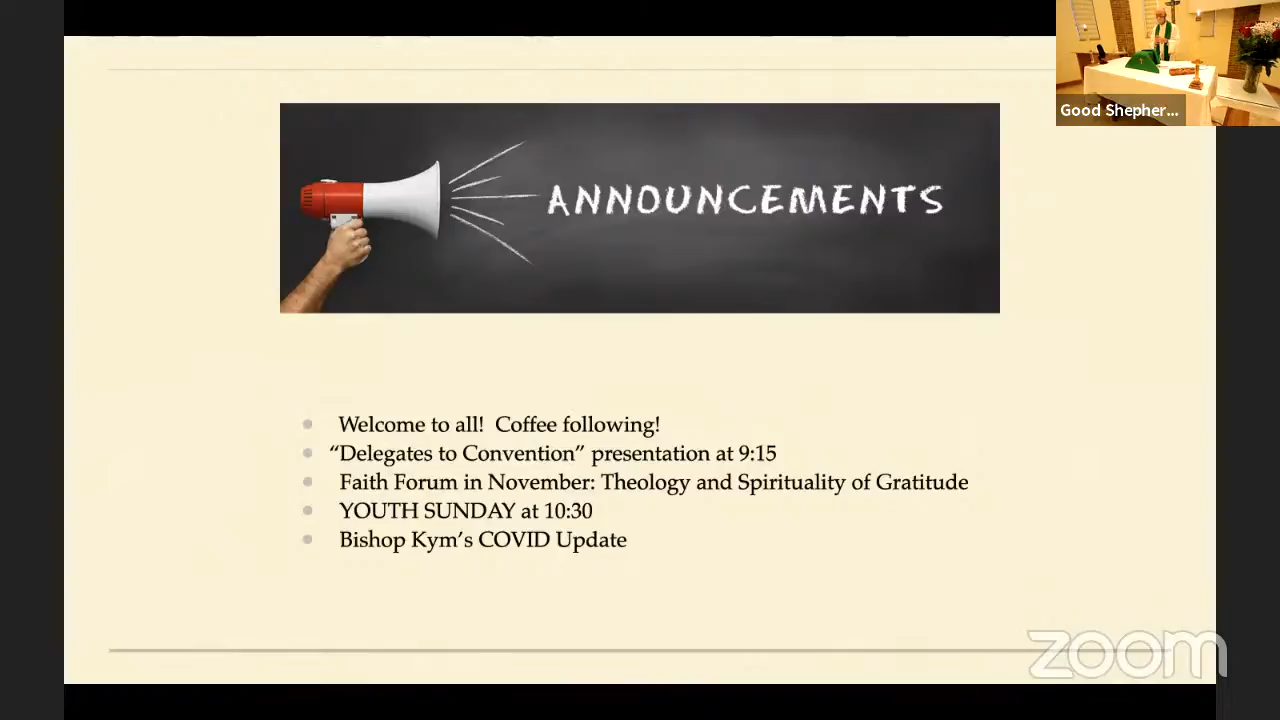 Good Shepher...
ANNOUNCEMENTS
Welcome to all!  Coffee following!
“Delegates to Convention” presentation at 9:15
Faith Forum in November: Theology and Spirituality of Gratitude
YOUTH SUNDAY at 10:30
Bishop Kym’s COVID Update
zoom